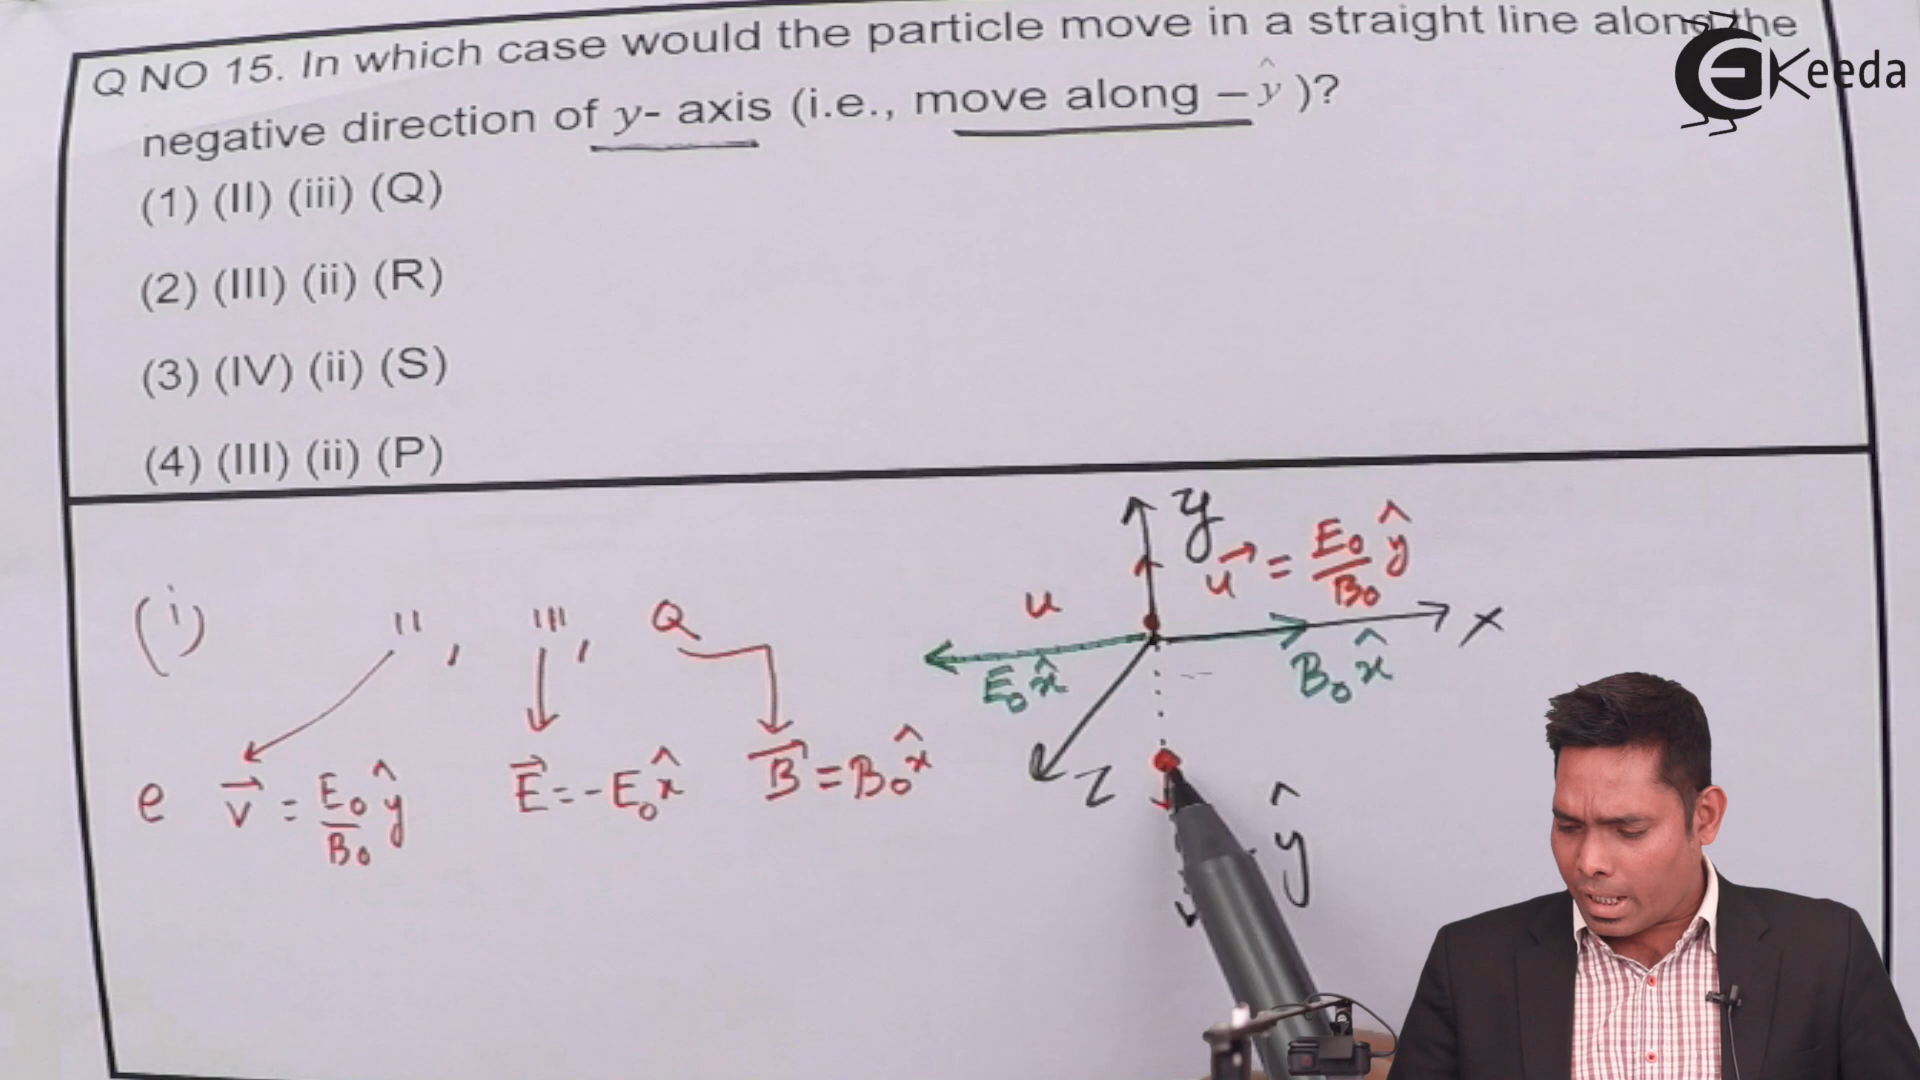 Q NO 15. In which case would the particle move in a straight line along the
negative direction of y- axis (i.e., move along – ŷ )?
(1) (II) (iii) (Q)
(2) (III) (ii) (R)
(3) (IV) (ii) (S)
(4) (III) (ii) (P)
EKeeda
(i) II , III , Q
e v⃗ = E₀/B₀ ŷ E⃗ = -E₀x̂ B⃗ = B₀x̂
y
u⃗ = E₀/B₀ ŷ
u
x
E₀x̂
B₀x̂
z
ŷ